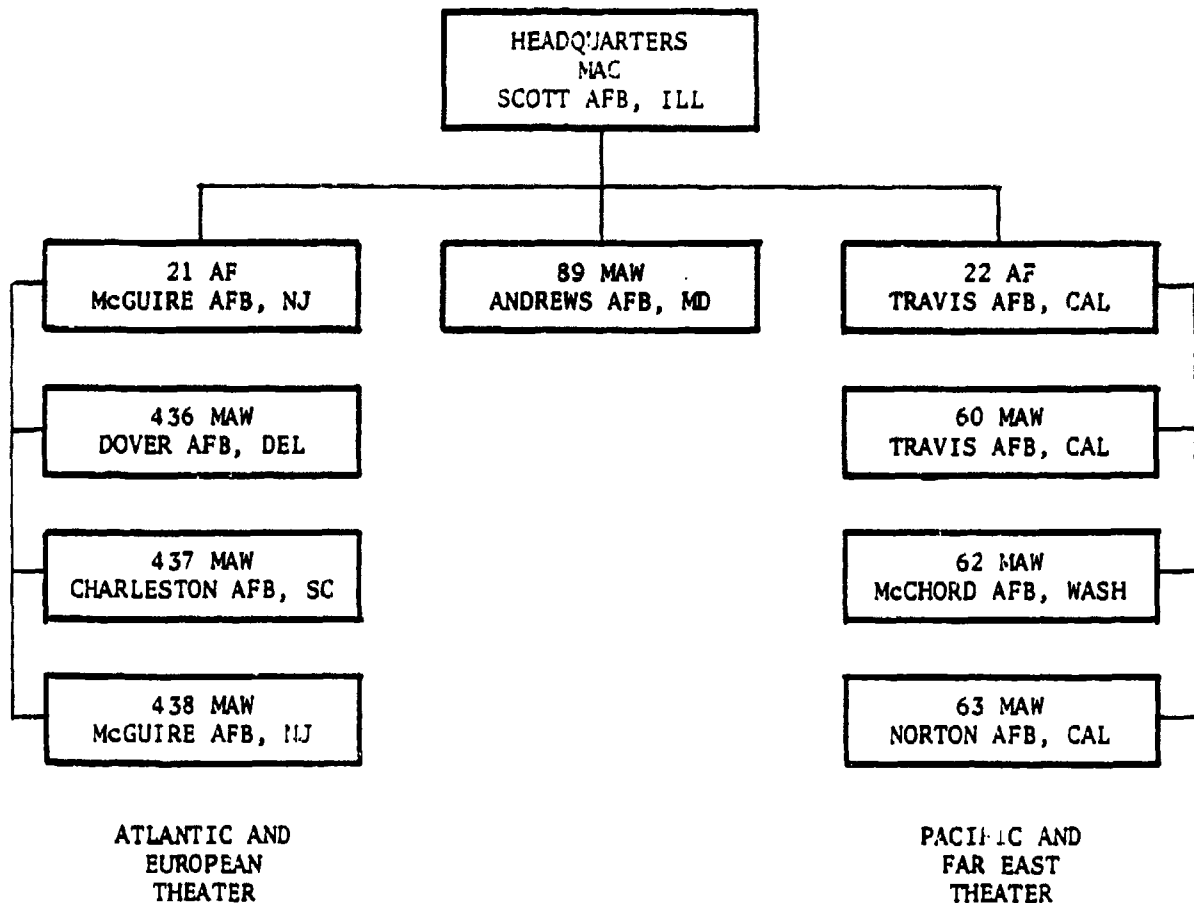 HEADQUARTERS
MAC
SCOTT AFB, ILL
21 AF
McGUIRE AFB, NJ
89 MAW
ANDREWS AFB, MD
22 AF
TRAVIS AFB, CAL
436 MAW
DOVER AFB, DEL
60 MAW
TRAVIS AFB, CAL
437 MAW
CHARLESTON AFB, SC
62 MAW
McCHORD AFB, WASH
438 MAW
McGUIRE AFB, NJ
63 MAW
NORTON AFB, CAL
ATLANTIC AND
EUROPEAN
THEATER
PACIFIC AND
FAR EAST
THEATER